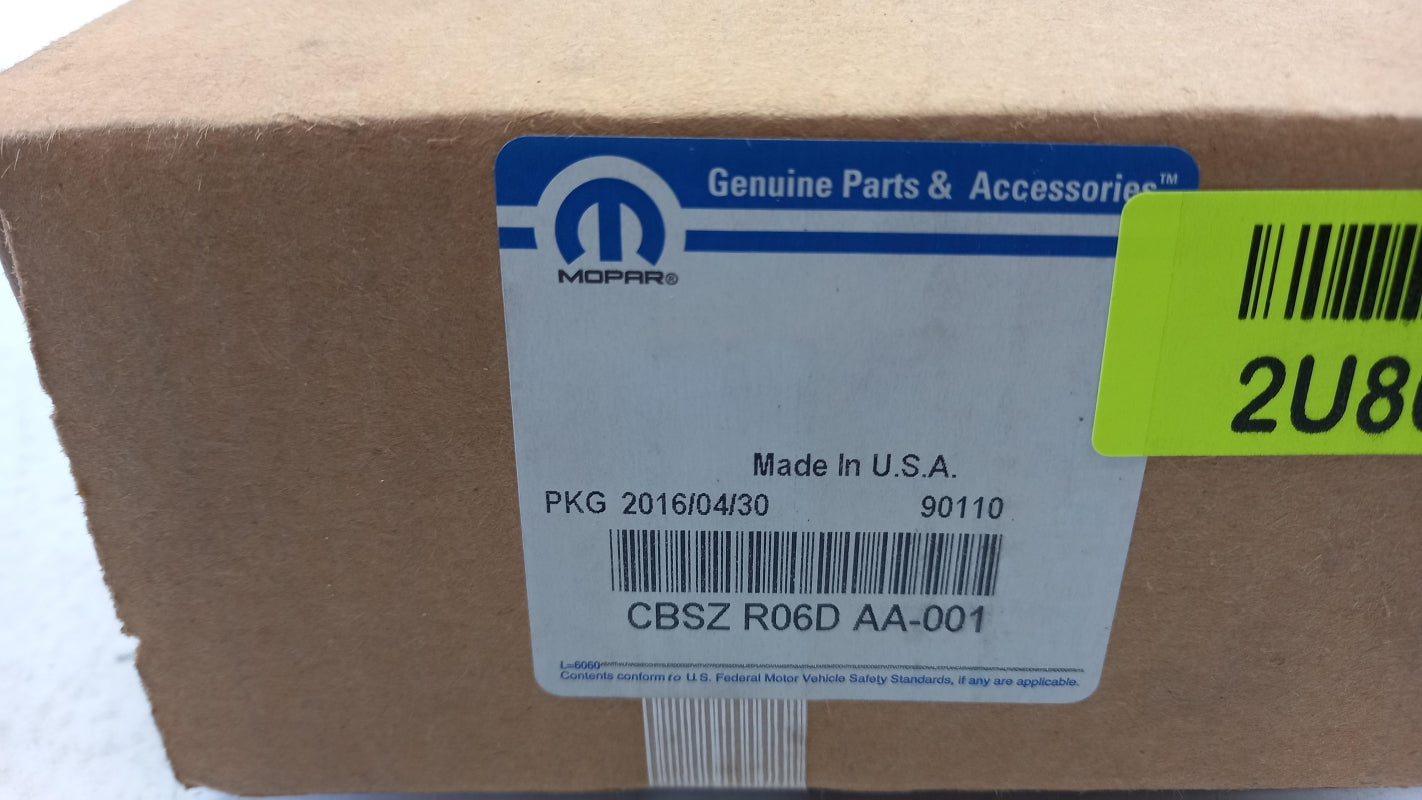 Genuine Parts & Accessories™
MOPAR®
2U8
Made In U.S.A.
PKG 2016/04/30 90110
CBSZ R06D AA-001
L=6060
Contents conform to U.S. Federal Motor Vehicle Safety Standards, if any are applicable.